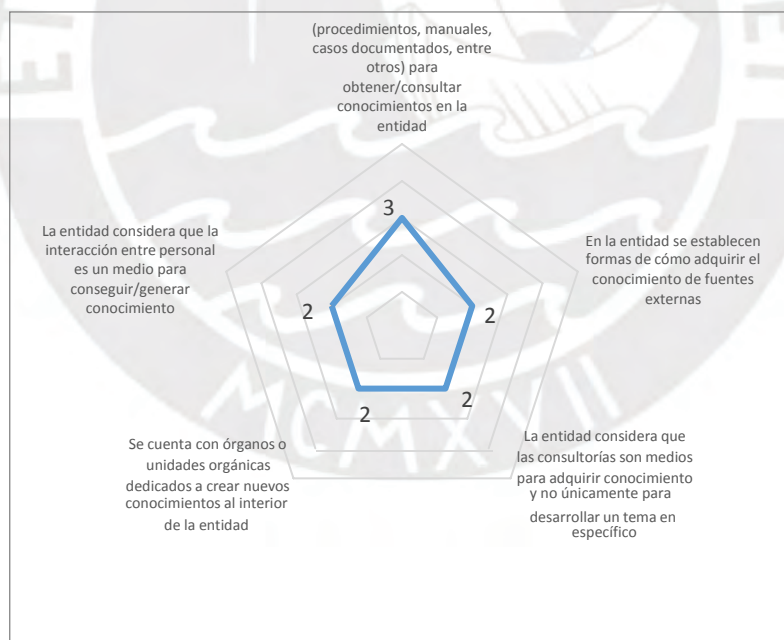 (procedimientos, manuales,
casos documentados, entre
otros) para
obtener/consultar
conocimientos en la
entidad
3
La entidad considera que la
interacción entre personal
es un medio para
conseguir/generar
conocimiento
En la entidad se establecen
formas de cómo adquirir el
conocimiento de fuentes
externas
2
2
2
2
Se cuenta con órganos o
unidades orgánicas
dedicados a crear nuevos
conocimientos al interior
de la entidad
La entidad considera que
las consultorías son medios
para adquirir conocimiento
y no únicamente para
desarrollar un tema en
específico
MCMXVII